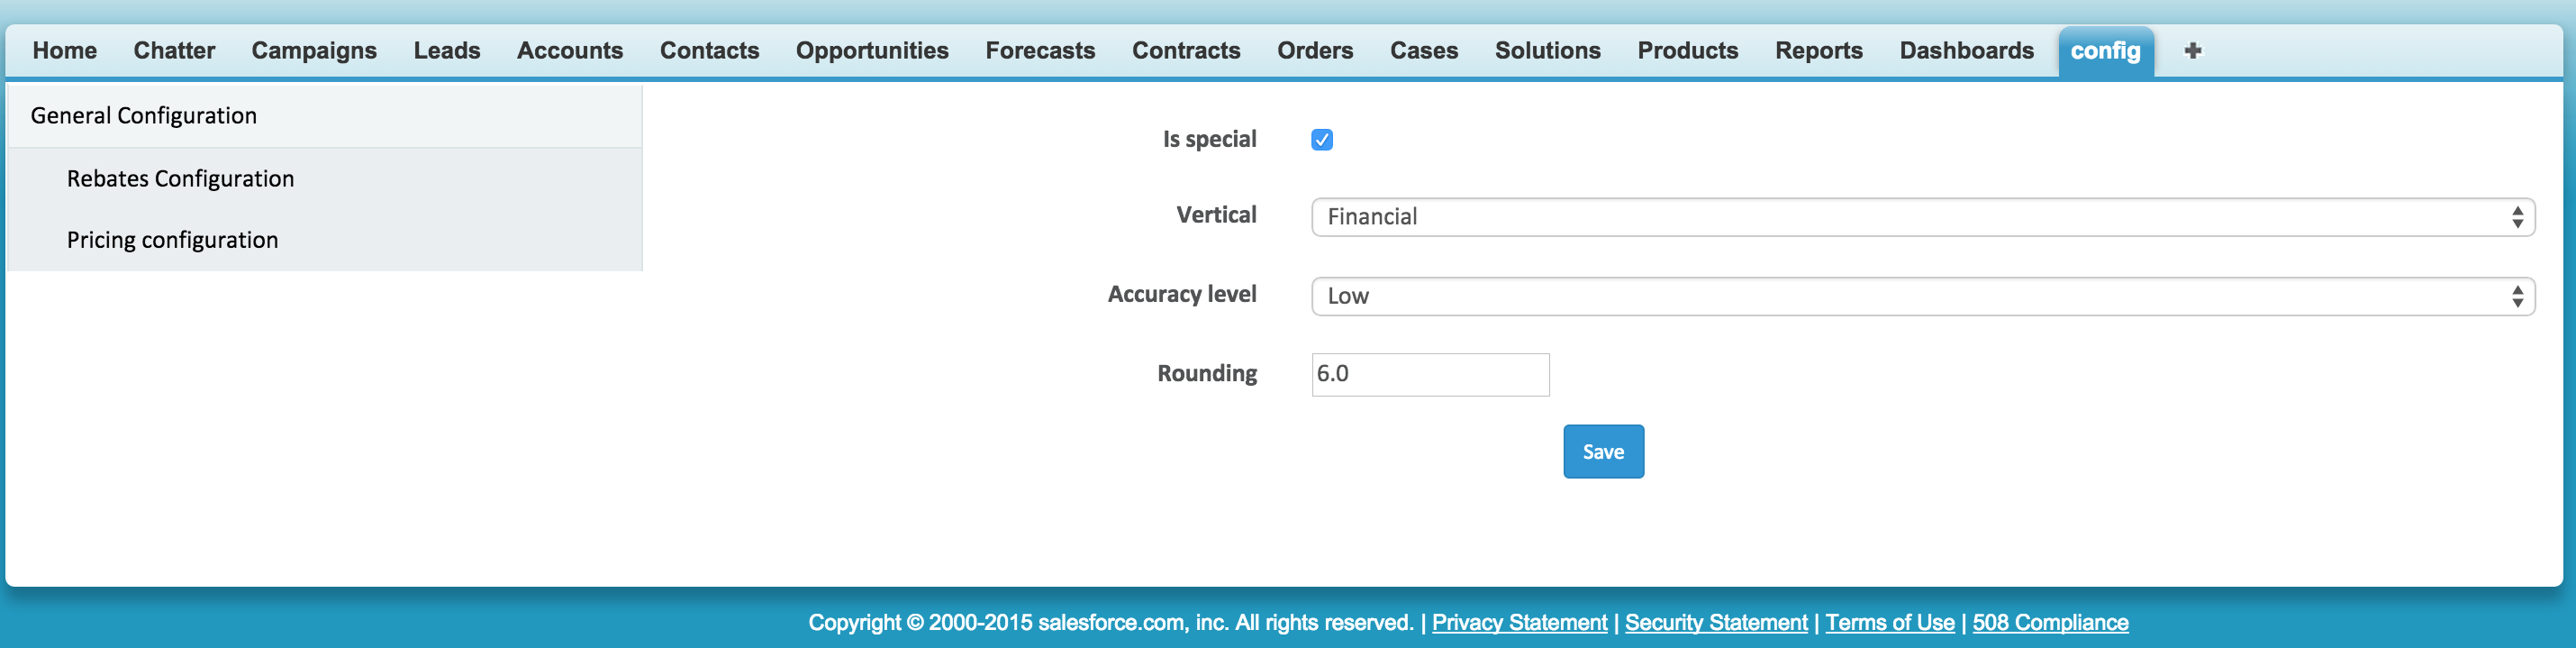 Home Chatter Campaigns Leads Accounts Contacts Opportunities Forecasts Contracts Orders Cases Solutions Products Reports Dashboards config
General Configuration
Rebates Configuration
Pricing configuration
Is special
Vertical Financial
Accuracy level Low
Rounding 6.0
Save
Copyright © 2000-2015 salesforce.com, inc. All rights reserved. | Privacy Statement | Security Statement | Terms of Use | 508 Compliance